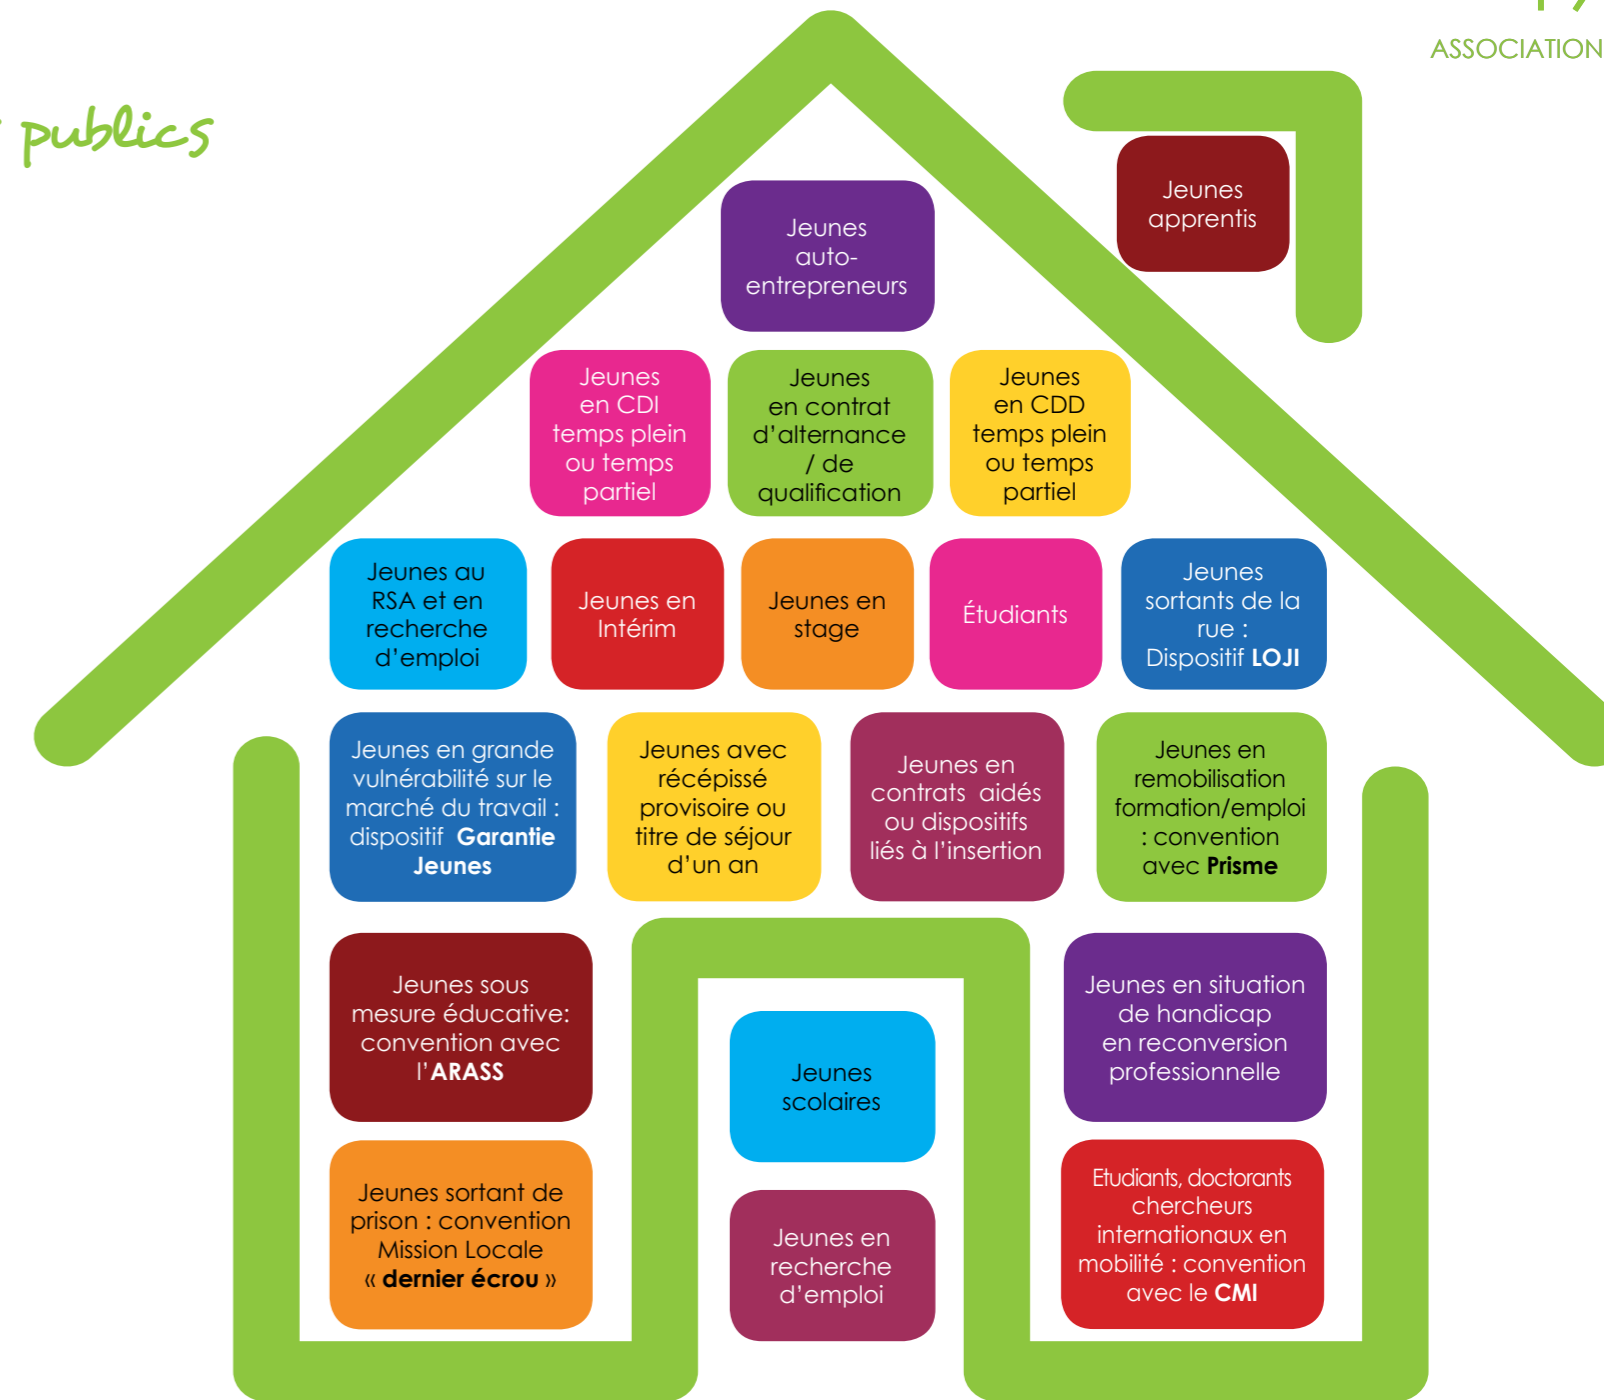 ASSOCIATION
publics
Jeunes
apprentis
Jeunes
auto-
entrepreneurs
Jeunes
en CDI
temps plein
ou temps
partiel
Jeunes
en contrat
d’alternance
/ de
qualification
Jeunes
en CDD
temps plein
ou temps
partiel
Jeunes au
RSA et en
recherche
d’emploi
Jeunes en
Intérim
Jeunes en
stage
Étudiants
Jeunes
sortants de la
rue :
Dispositif LOJI
Jeunes en grande
vulnérabilité sur le
marché du travail :
dispositif Garantie
Jeunes
Jeunes avec
récépissé
provisoire ou
titre de séjour
d’un an
Jeunes en
contrats aidés
ou dispositifs
liés à l’insertion
Jeunes en
remobilisation
formation/emploi
: convention
avec Prisme
Jeunes sous
mesure éducative:
convention avec
l’ARASS
Jeunes
scolaires
Jeunes en situation
de handicap
en reconversion
professionnelle
Jeunes sortant de
prison : convention
Mission Locale
« dernier écrou »
Jeunes en
recherche
d’emploi
Etudiants, doctorants
chercheurs
internationaux en
mobilité : convention
avec le CMI